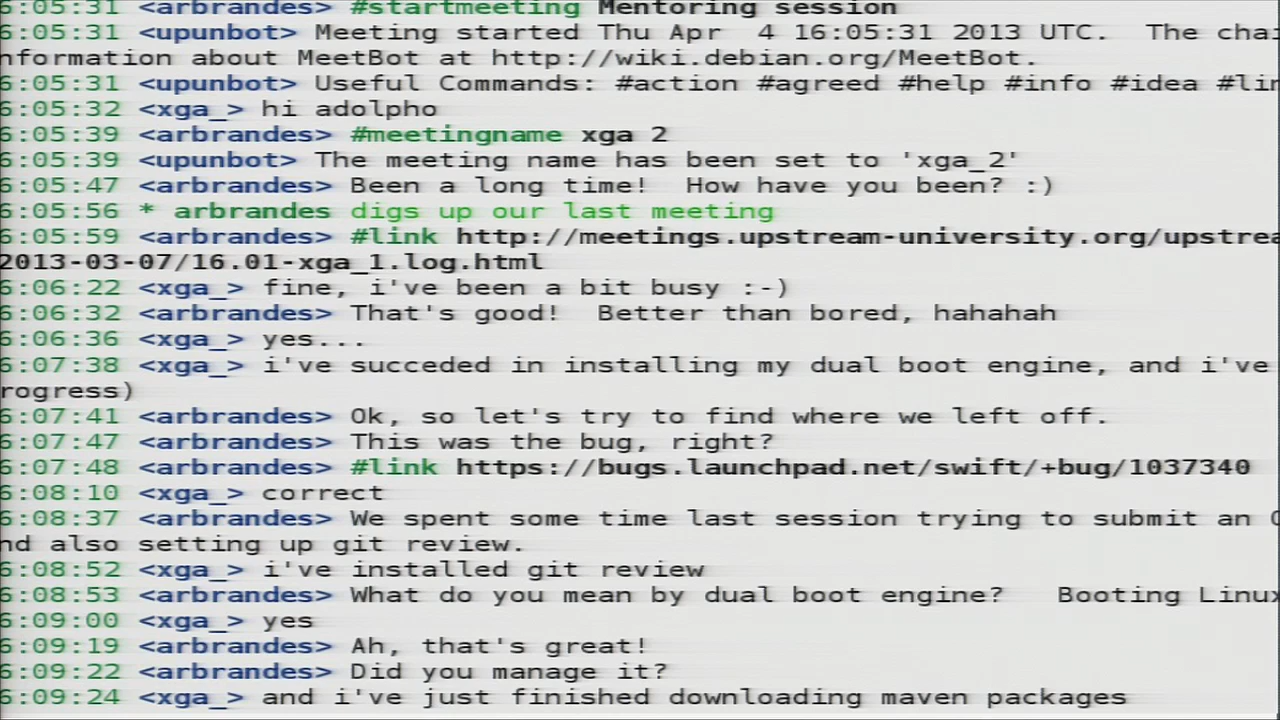 6:05:31 <arbrandes> #startmeeting Mentoring session
6:05:31 <upunbot> Meeting started Thu Apr  4 16:05:31 2013 UTC.  The chai
nformation about MeetBot at http://wiki.debian.org/MeetBot.
6:05:31 <upunbot> Useful Commands: #action #agreed #help #info #idea #lin
6:05:32 <xga_> hi adolpho
6:05:39 <arbrandes> #meetingname xga 2
6:05:39 <upunbot> The meeting name has been set to 'xga_2'
6:05:47 <arbrandes> Been a long time!  How have you been? :)
6:05:56 * arbrandes digs up our last meeting
6:05:59 <arbrandes> #link http://meetings.upstream-university.org/upstrea
2013-03-07/16.01-xga_1.log.html
6:06:22 <xga_> fine, i've been a bit busy :-)
6:06:32 <arbrandes> That's good!  Better than bored, hahahah
6:06:36 <xga_> yes...
6:07:38 <xga_> i've succeded in installing my dual boot engine, and i've
rogress)
6:07:41 <arbrandes> Ok, so let's try to find where we left off.
6:07:47 <arbrandes> This was the bug, right?
6:07:48 <arbrandes> #link https://bugs.launchpad.net/swift/+bug/1037340
6:08:10 <xga_> correct
6:08:37 <arbrandes> We spent some time last session trying to submit an
nd also setting up git review.
6:08:52 <xga_> i've installed git review
6:08:53 <arbrandes> What do you mean by dual boot engine?   Booting Linux
6:09:00 <xga_> yes
6:09:19 <arbrandes> Ah, that's great!
6:09:22 <arbrandes> Did you manage it?
6:09:24 <xga_> and i've just finished downloading maven packages